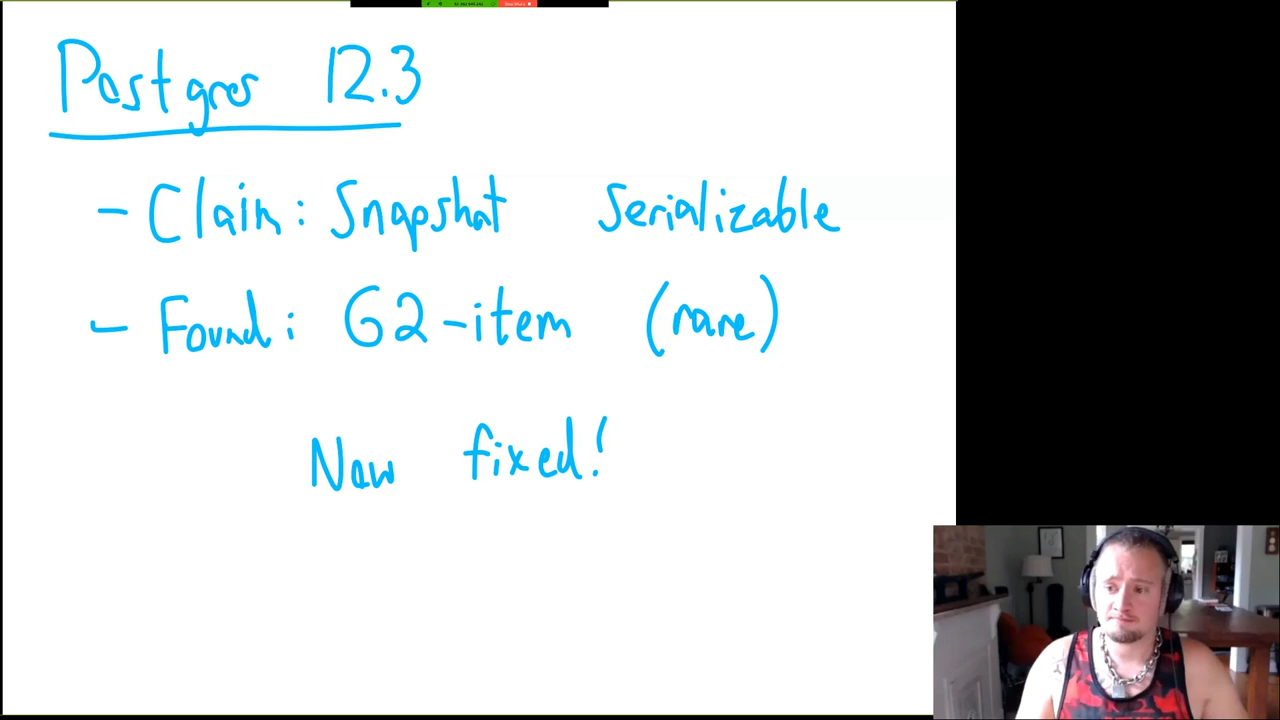 Postgres 12.3
- Claim: Snapshot Serializable
- Found: G2-item (rare)
Now fixed!